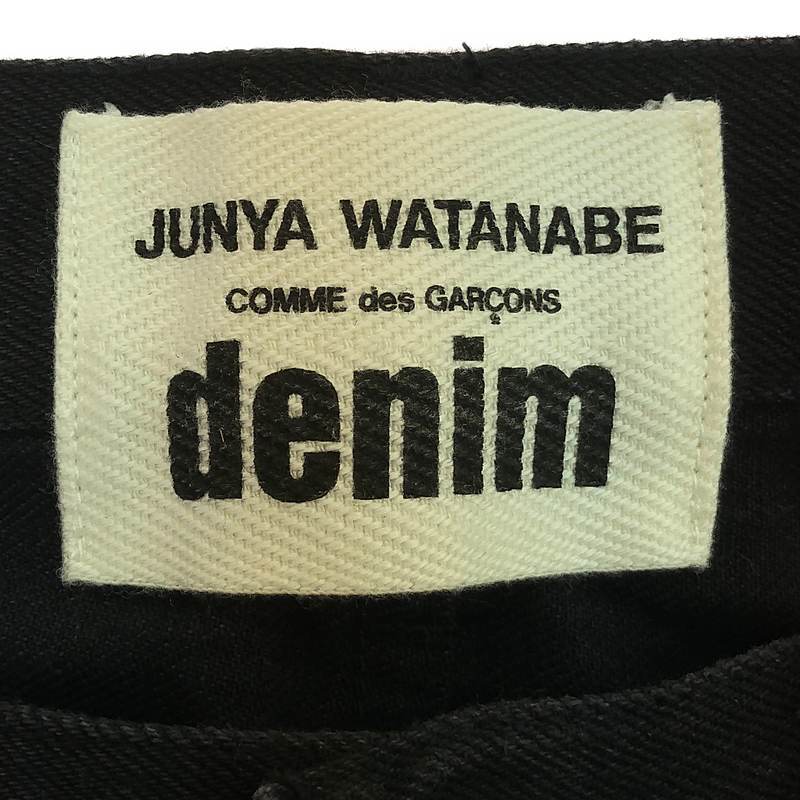 JUNYA WATANABE
COMME des GARÇONS
denim